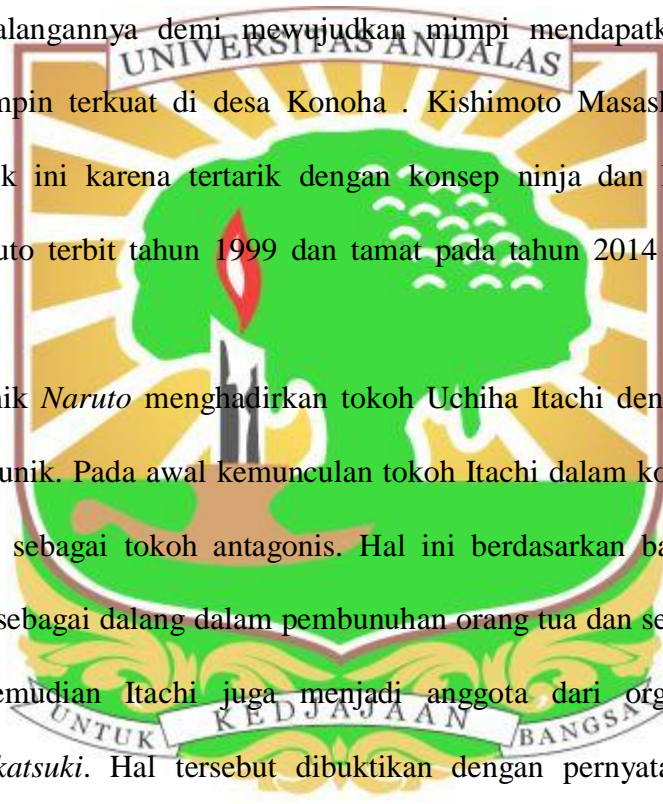 alangannya demi mewujudkan mimpi mendapatk
UNIVERSITAS ANDALAS
mpin terkuat di desa Konoha . Kishimoto Masash
k ini karena tertarik dengan konsep ninja dan
uto terbit tahun 1999 dan tamat pada tahun 2014
nik Naruto menghadirkan tokoh Uchiha Itachi den
unik. Pada awal kemunculan tokoh Itachi dalam ko
sebagai tokoh antagonis. Hal ini berdasarkan ba
sebagai dalang dalam pembunuhan orang tua dan se
emudian Itachi juga menjadi anggota dari org
UNTUK KEDJAJAAN BANGSA
katsuki. Hal tersebut dibuktikan dengan pernyata